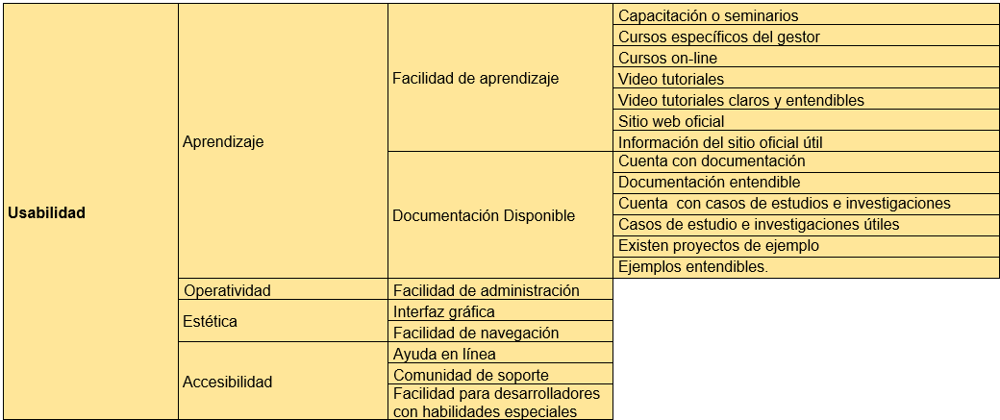 Usabilidad
Aprendizaje
Facilidad de aprendizaje
Capacitación o seminarios
Cursos específicos del gestor
Cursos on-line
Video tutoriales
Video tutoriales claros y entendibles
Sitio web oficial
Información del sitio oficial útil
Documentación Disponible
Cuenta con documentación
Documentación entendible
Cuenta  con casos de estudios e investigaciones
Casos de estudio e investigaciones útiles
Existen proyectos de ejemplo
Ejemplos entendibles.
Operatividad
Facilidad de administración
Estética
Interfaz gráfica
Facilidad de navegación
Accesibilidad
Ayuda en línea
Comunidad de soporte
Facilidad para desarrolladores
con habilidades especiales